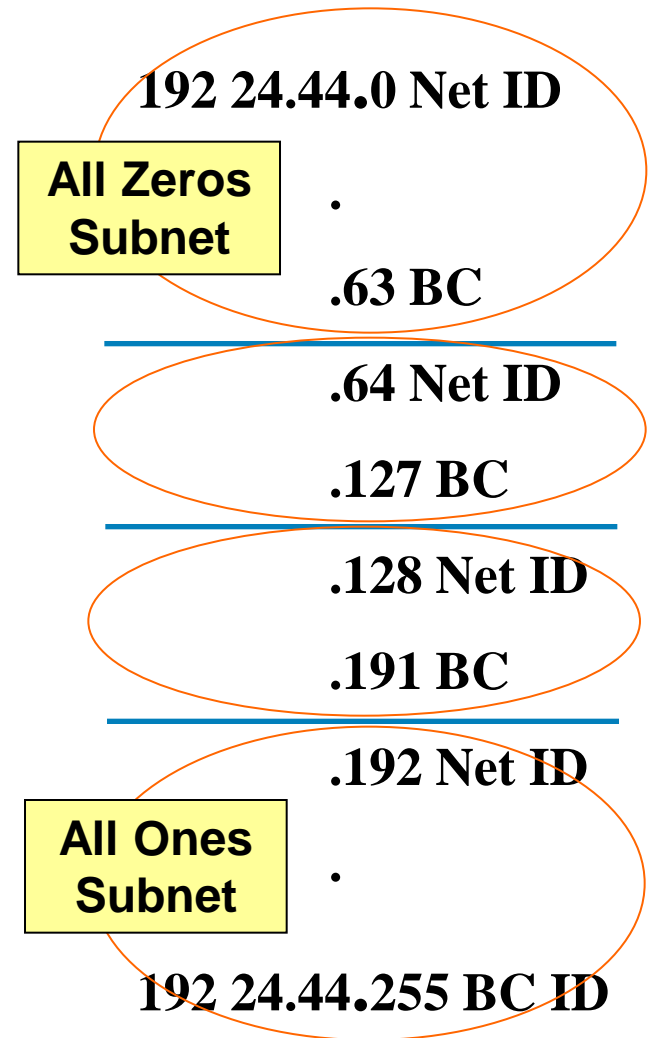 192 24.44.0 Net ID
All Zeros
Subnet
.
.63 BC
.64 Net ID
.127 BC
.128 Net ID
.191 BC
.192 Net ID
All Ones
Subnet
.
192 24.44.255 BC ID